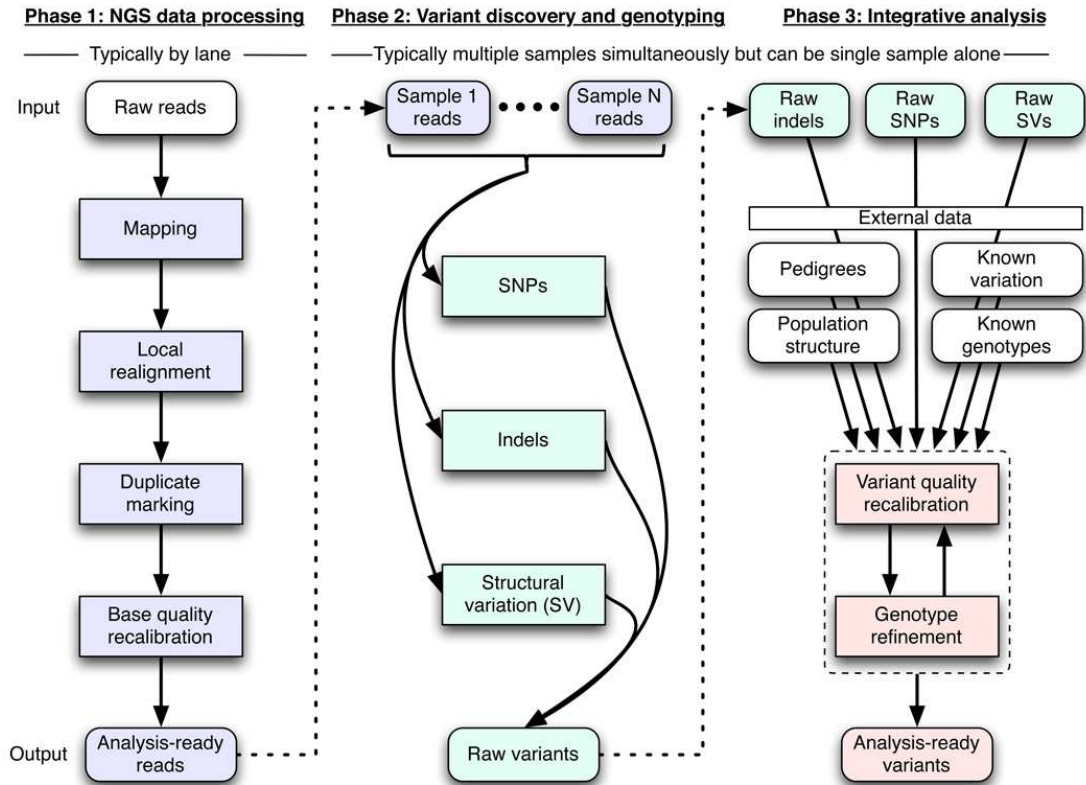 Phase 1: NGS data processing
Typically by lane
Input
Raw reads
Mapping
Local
realignment
Duplicate
marking
Base quality
recalibration
Output
Analysis-ready
reads
Phase 2: Variant discovery and genotyping
Typically multiple samples simultaneously but can be single sample alone
Sample 1
reads
Sample N
reads
SNPs
Indels
Structural
variation (SV)
Raw variants
Phase 3: Integrative analysis
Raw
indels
Raw
SNPs
Raw
SVs
External data
Pedigrees
Known
variation
Population
structure
Known
genotypes
Variant quality
recalibration
Genotype
refinement
Analysis-ready
variants